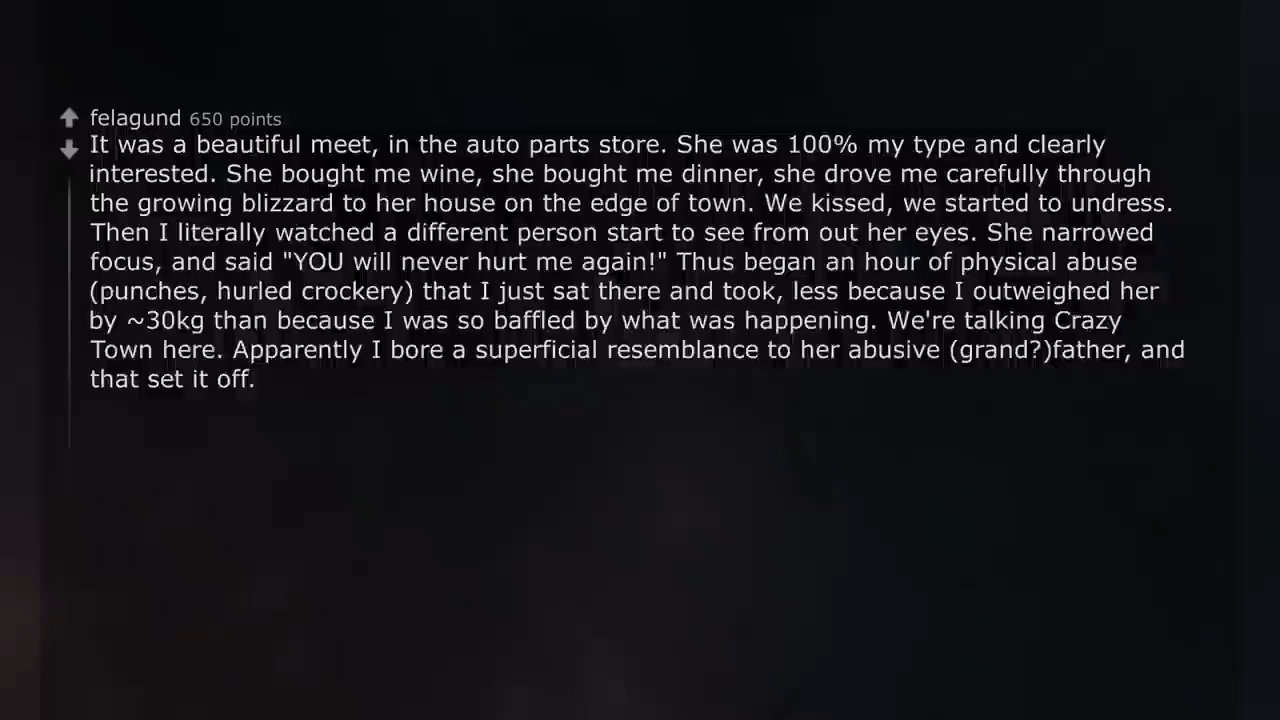 felagund 650 points
It was a beautiful meet, in the auto parts store. She was 100% my type and clearly
interested. She bought me wine, she bought me dinner, she drove me carefully through
the growing blizzard to her house on the edge of town. We kissed, we started to undress.
Then I literally watched a different person start to see from out her eyes. She narrowed
focus, and said "YOU will never hurt me again!" Thus began an hour of physical abuse
(punches, hurled crockery) that I just sat there and took, less because I outweighed her
by ~30kg than because I was so baffled by what was happening. We're talking Crazy
Town here. Apparently I bore a superficial resemblance to her abusive (grand?)father, and
that set it off.